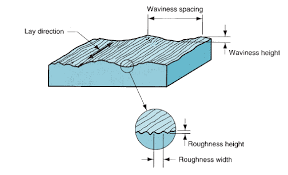 Waviness spacing
Lay direction
Waviness height
Roughness height
Roughness width